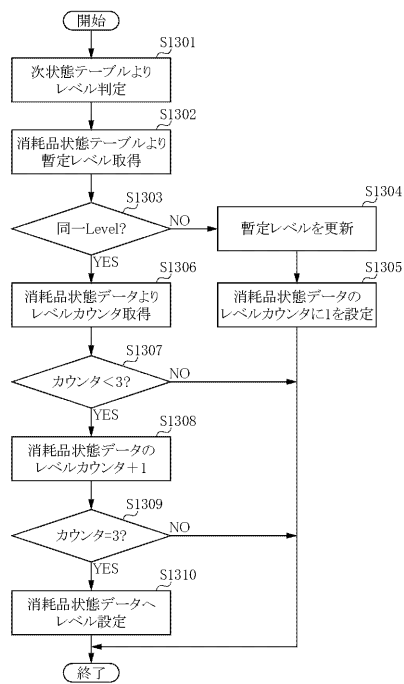 開始
S1301
次状態テーブルより
レベル判定
S1302
消耗品状態テーブルより
暫定レベル取得
S1303
同一Level?
NO
YES
S1304
暫定レベルを更新
S1305
消耗品状態データの
レベルカウンタに1を設定
S1306
消耗品状態データより
レベルカウンタ取得
S1307
カウンタ<3?
NO
YES
S1308
消耗品状態データの
レベルカウンタ+1
S1309
カウンタ=3?
NO
YES
S1310
消耗品状態データへ
レベル設定
終了